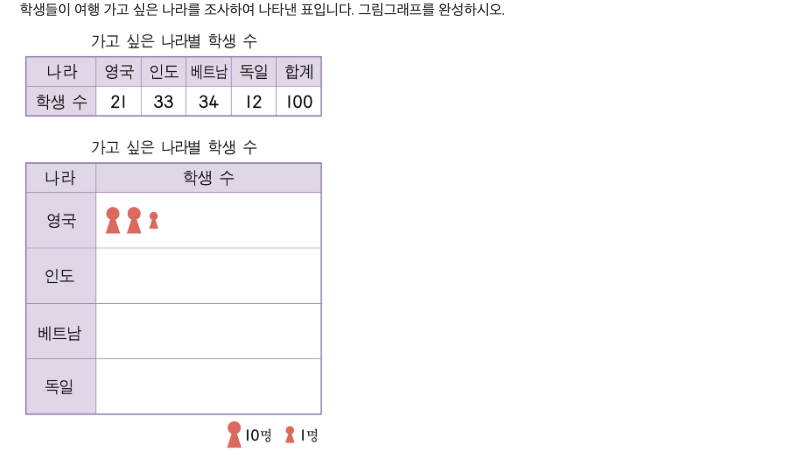 학생들이 여행 가고 싶은 나라를 조사하여 나타낸 표입니다. 그림그래프를 완성하시오.
가고 싶은 나라별 학생 수
나라 영국 인도 베트남 독일 합계
학생 수 21 33 34 12 100
가고 싶은 나라별 학생 수
나라 학생 수
영국
인도
베트남
독일
10명 1명